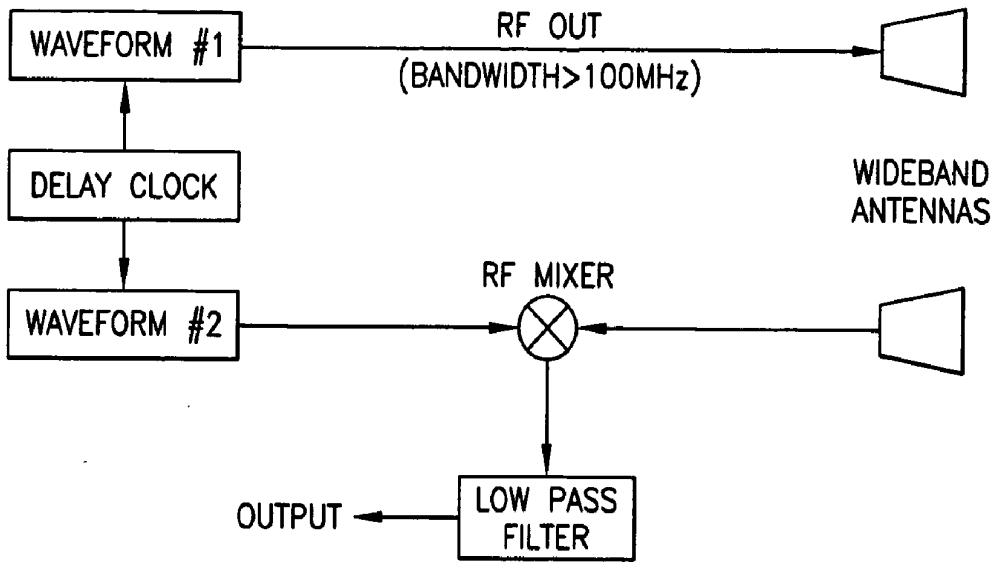 WAVEFORM #1
RF OUT
(BANDWIDTH>100MHz)
DELAY CLOCK
WIDEBAND
ANTENNAS
RF MIXER
WAVEFORM #2
LOW PASS
FILTER
OUTPUT